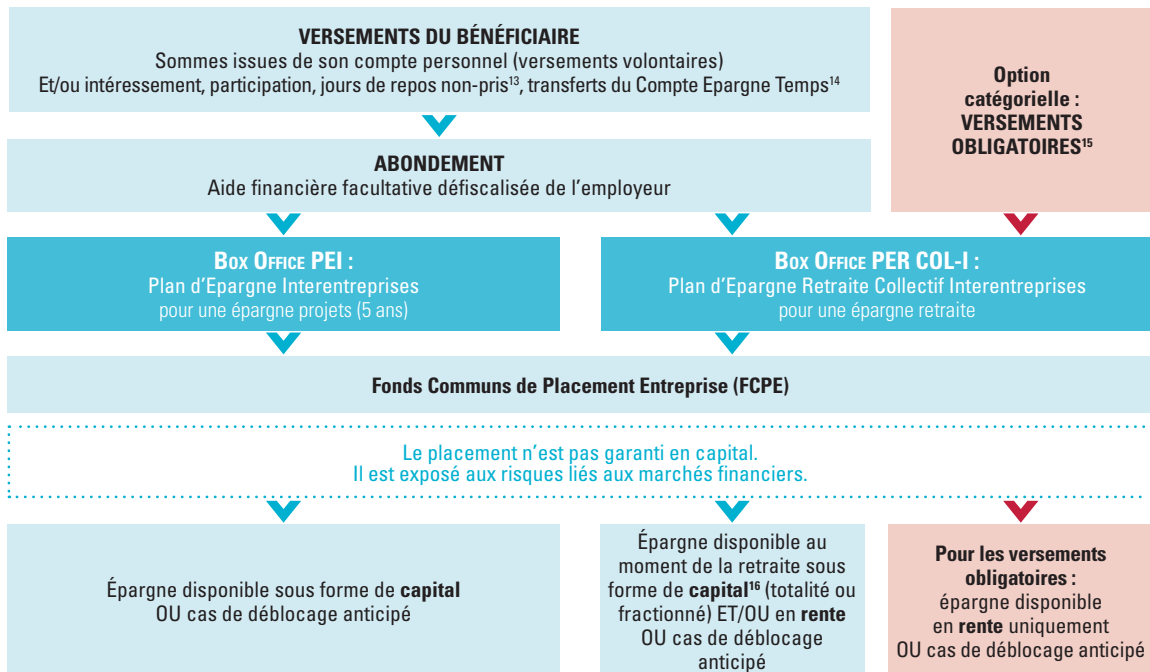 VERSEMENTS DU BÉNÉFICIAIRE
Sommes issues de son compte personnel (versements volontaires)
Et/ou intéressement, participation, jours de repos non-pris¹³, transferts du Compte Epargne Temps¹⁴
Option
catégorielle :
VERSEMENTS
OBLIGATOIRES¹⁵
ABONDEMENT
Aide financière facultative défiscalisée de l'employeur
Box Office PEI :
Plan d'Epargne Interentreprises
pour une épargne projets (5 ans)
Box Office PER COL-I :
Plan d'Epargne Retraite Collectif Interentreprises
pour une épargne retraite
Fonds Communs de Placement Entreprise (FCPE)
Le placement n'est pas garanti en capital.
Il est exposé aux risques liés aux marchés financiers.
Épargne disponible sous forme de capital
OU cas de déblocage anticipé
Épargne disponible au
moment de la retraite sous
forme de capital¹⁶ (totalité ou
fractionné) ET/OU en rente
OU cas de déblocage
anticipé
Pour les versements
obligatoires :
épargne disponible
en rente uniquement
OU cas de déblocage anticipé